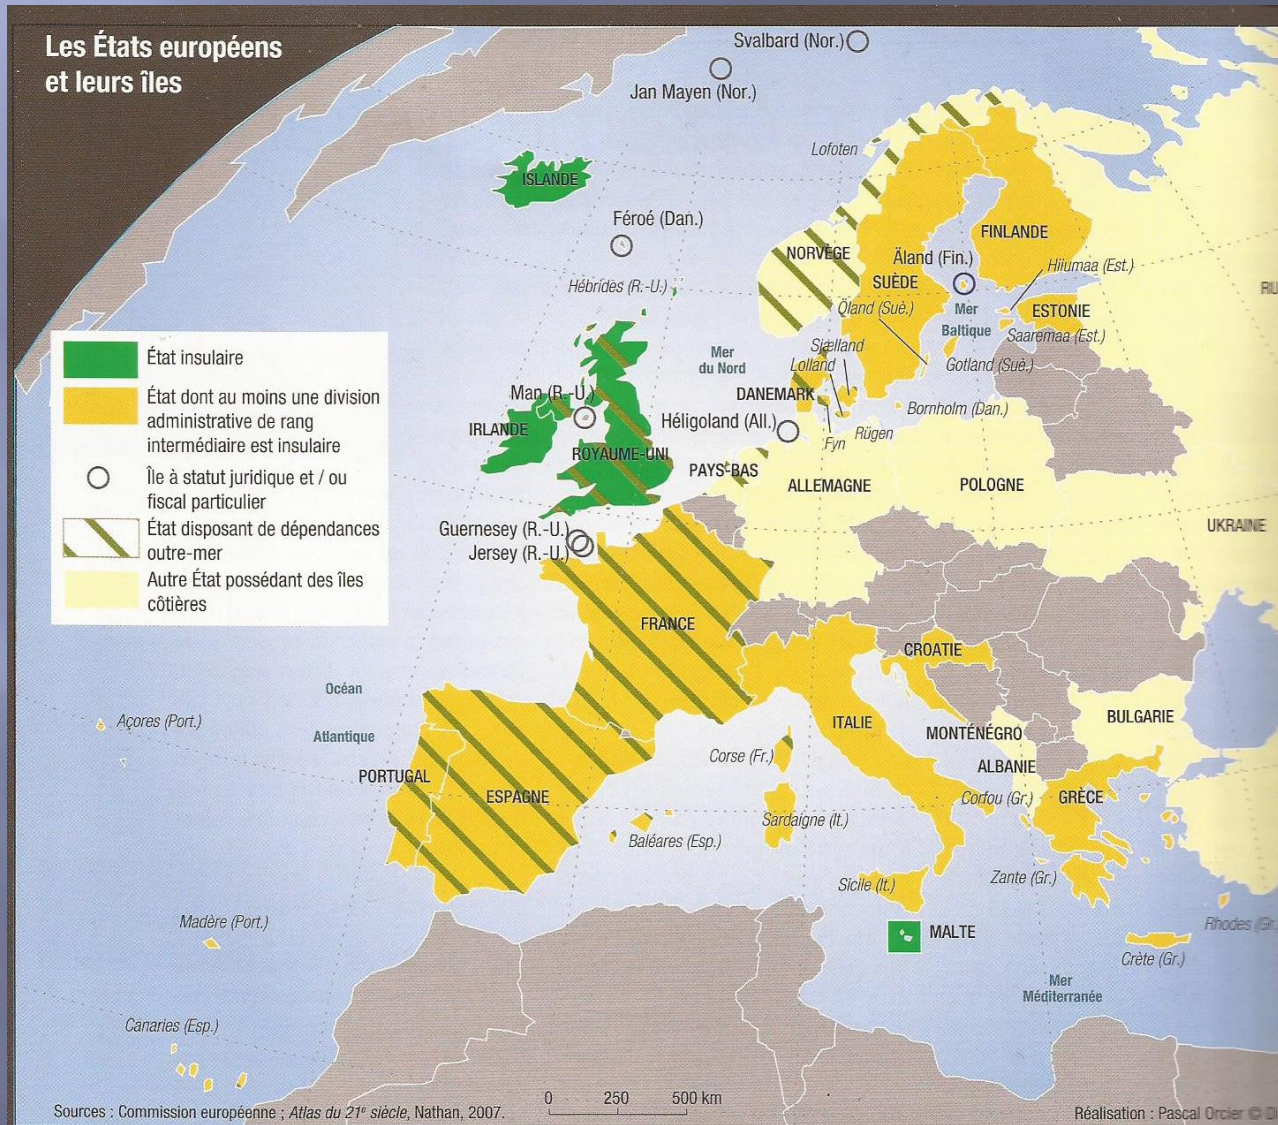 Les États européens
et leurs îles
Svalbard (Nor.)
Jan Mayen (Nor.)
Lofoten
ISLANDE
Féroé (Dan.)
NORVÈGE
FINLANDE
Äland (Fin.)
Hiiumaa (Est.)
SUÈDE
Hébrides (R.-U.)
Öland (Suè.)
Mer
Baltique
ESTONIE
Saaremaa (Est.)
Sjælland
Lolland
Gotland (Suè.)
Mer
du Nord
DANEMARK
Bornholm (Dan.)
Man (R.-U.)
Héligoland (All.)
Fyn
Rügen
IRLANDE
ROYAUME-UNI
PAYS-BAS
ALLEMAGNE
POLOGNE
UKRAINE
Guernesey (R.-U.)
Jersey (R.-U.)
État insulaire
État dont au moins une division
administrative de rang
intermédiaire est insulaire
Île à statut juridique et / ou
fiscal particulier
État disposant de dépendances
outre-mer
Autre État possédant des îles
côtières
FRANCE
CROATIE
Océan
Atlantique
Açores (Port.)
ITALIE
BULGARIE
MONTÉNÉGRO
Corse (Fr.)
ALBANIE
PORTUGAL
ESPAGNE
Corfou (Gr.)
GRÈCE
Sardaigne (It.)
Baléares (Esp.)
Sicile (It.)
Zante (Gr.)
Madère (Port.)
MALTE
Rhodes (Gr.
Crète (Gr.)
Mer
Méditerranée
Canaries (Esp.)
0 250 500 km
Sources : Commission européenne ; Atlas du 21e siècle, Nathan, 2007.
Réalisation : Pascal Orcier ©